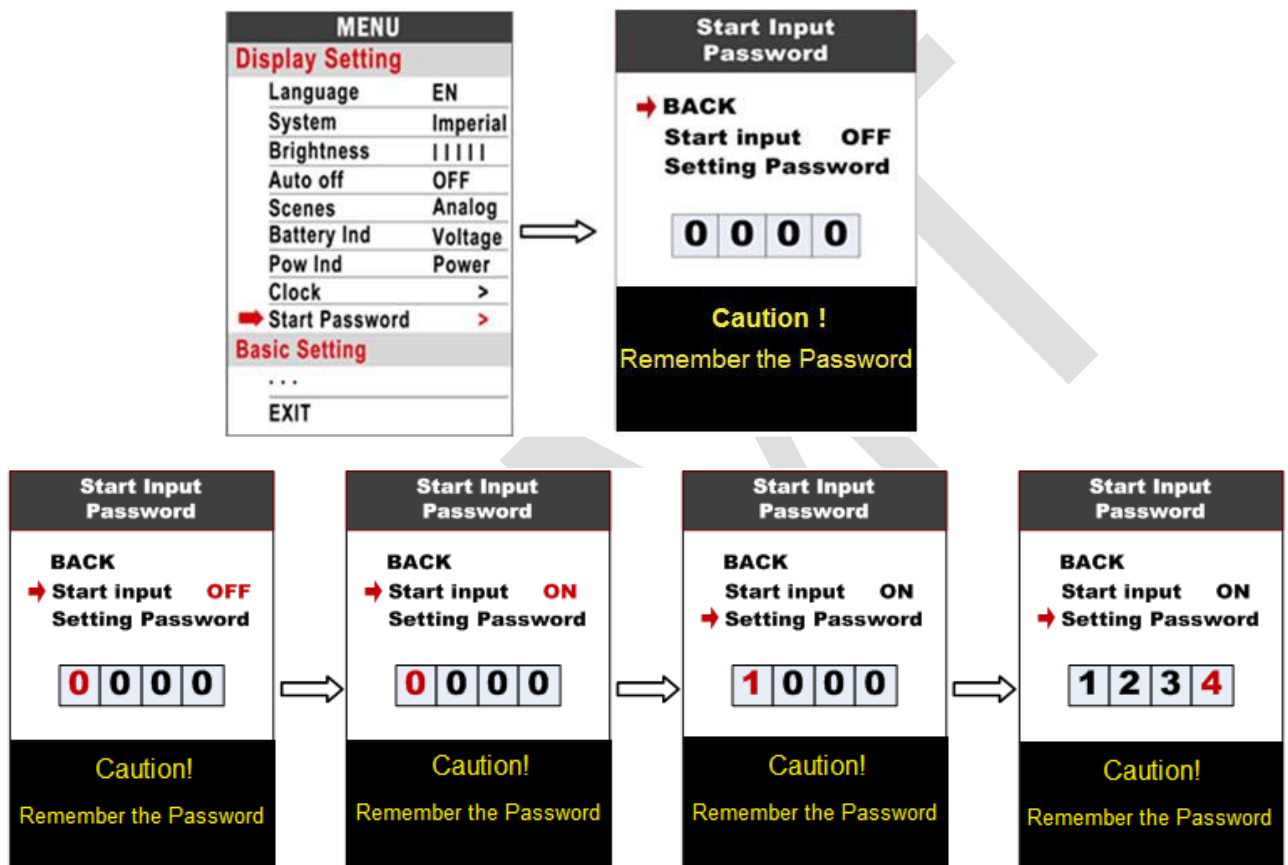 MENU
Display Setting
Language EN
System Imperial
Brightness | | | | |
Auto off OFF
Scenes Analog
Battery Ind Voltage
Pow Ind Power
Clock >
Start Password >
Basic Setting
...
EXIT
Start Input
Password
BACK
Start input OFF
Setting Password
0 0 0 0
Caution !
Remember the Password
Start Input
Password
BACK
Start input OFF
Setting Password
0 0 0 0
Caution!
Remember the Password
Start Input
Password
BACK
Start input ON
Setting Password
0 0 0 0
Caution!
Remember the Password
Start Input
Password
BACK
Start input ON
Setting Password
1 0 0 0
Caution!
Remember the Password
Start Input
Password
BACK
Start input ON
Setting Password
1 2 3 4
Caution!
Remember the Password